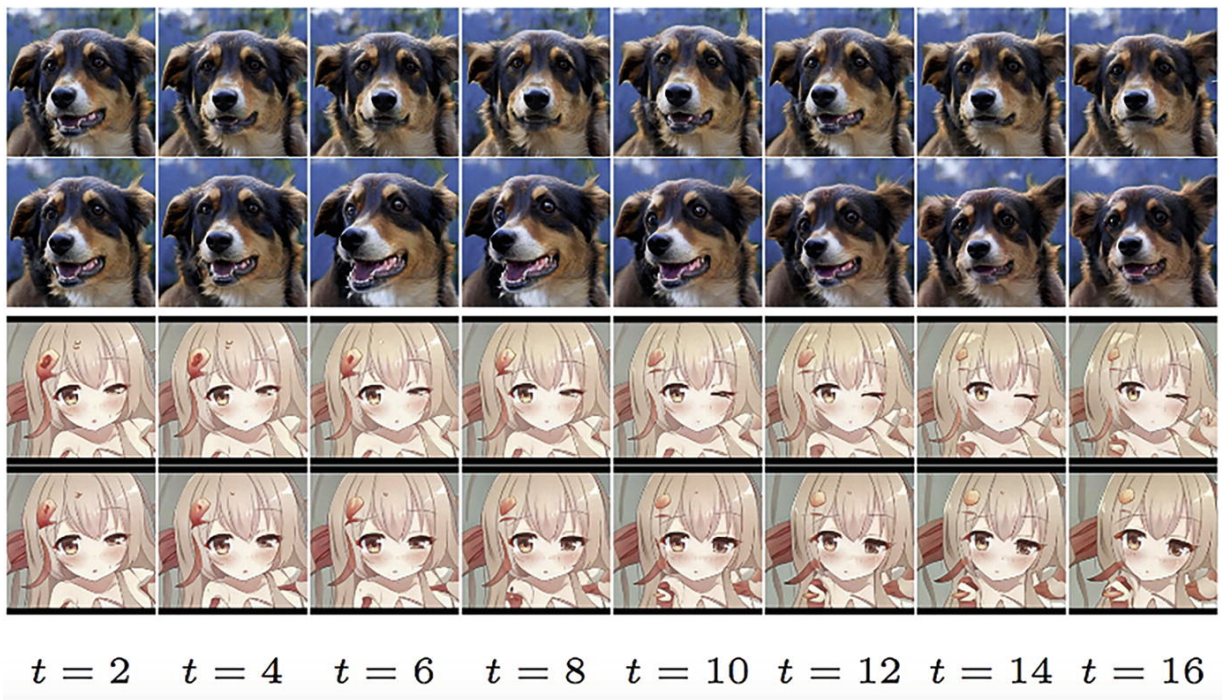 t = 2 t = 4 t = 6 t = 8 t = 10 t = 12 t = 14 t = 16